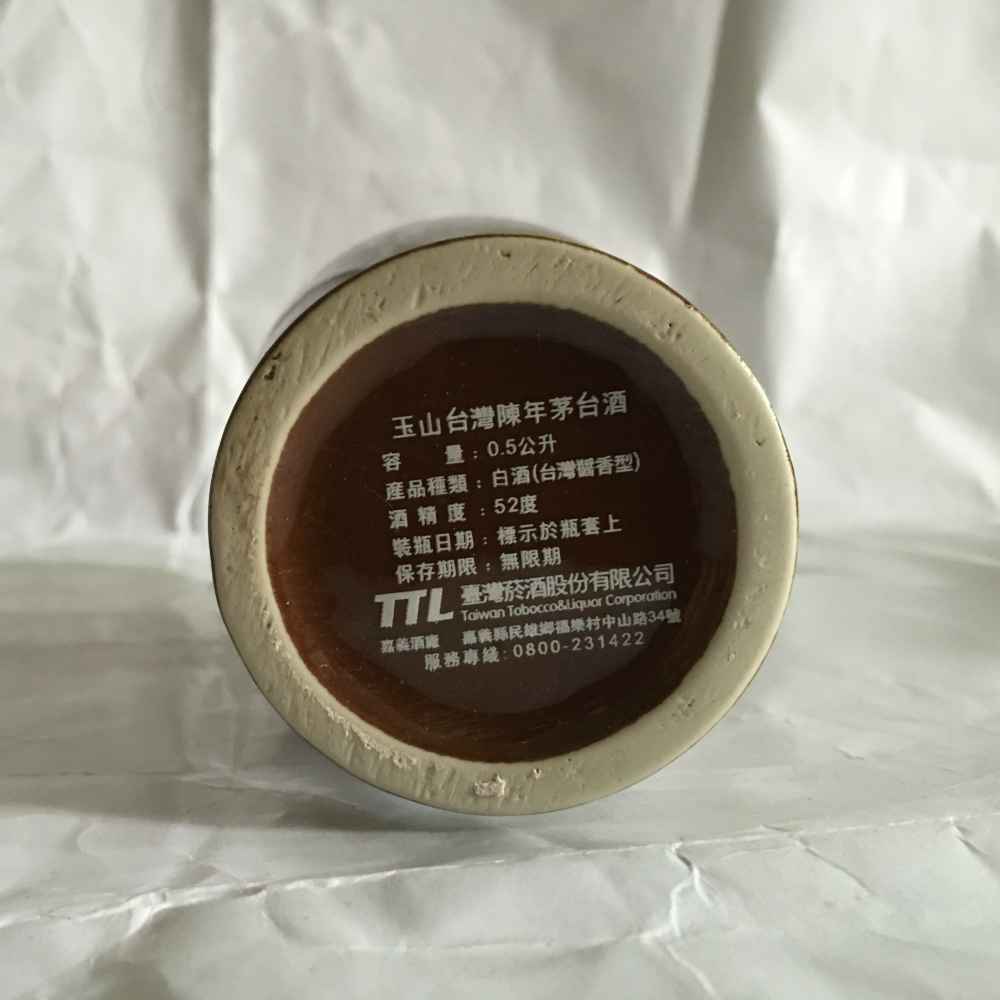 玉山台灣陳年茅台酒
容 量:0.5公升
產品種類:白酒(台灣醬香型)
酒精度:52度
裝瓶日期:標示於瓶套上
保存期限:無限期
TTL 臺灣菸酒股份有限公司
Taiwan Tobacco&Liquor Corporation
嘉義酒廠 嘉義縣民雄鄉福樂村中山路34號
服務專線:0800-231422